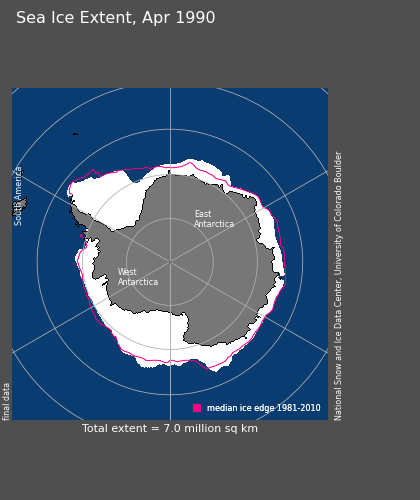 Sea Ice Extent, Apr 1990
South America
East
Antarctica
West
Antarctica
National Snow and Ice Data Center, University of Colorado Boulder
final data
median ice edge 1981-2010
Total extent = 7.0 million sq km